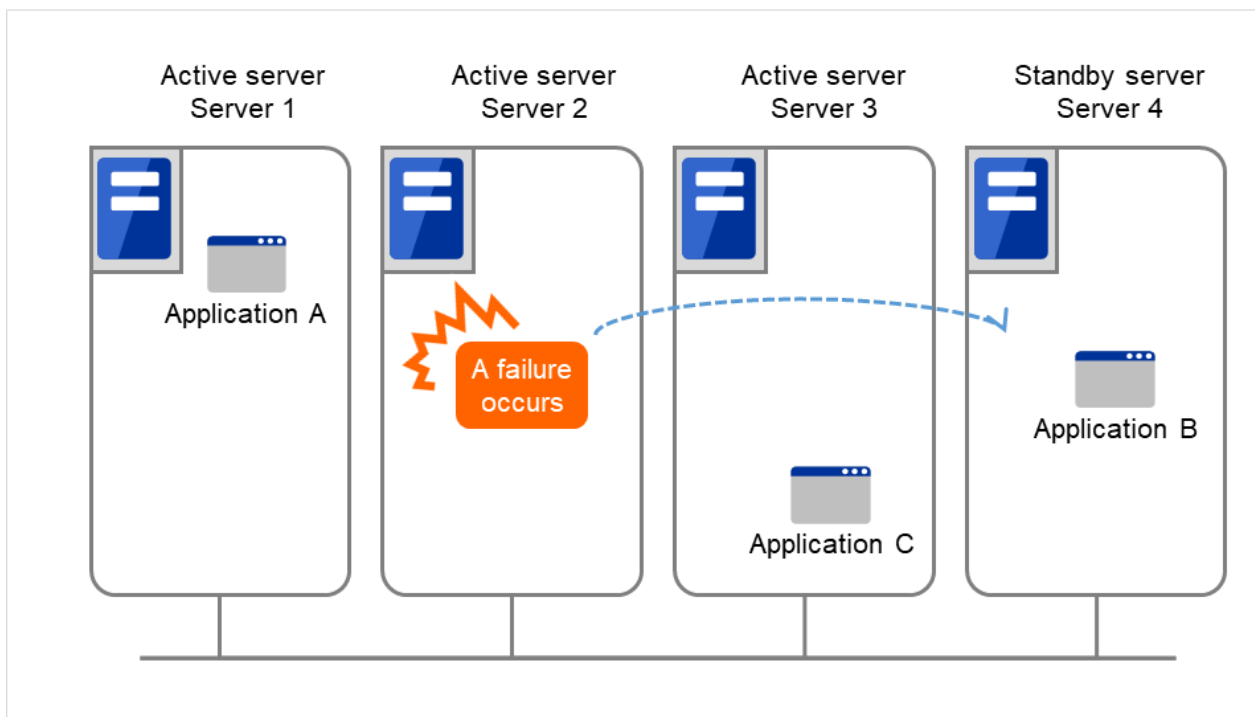 Active server
Server 1
Active server
Server 2
Active server
Server 3
Standby server
Server 4
Application A
A failure
occurs
Application B
Application C